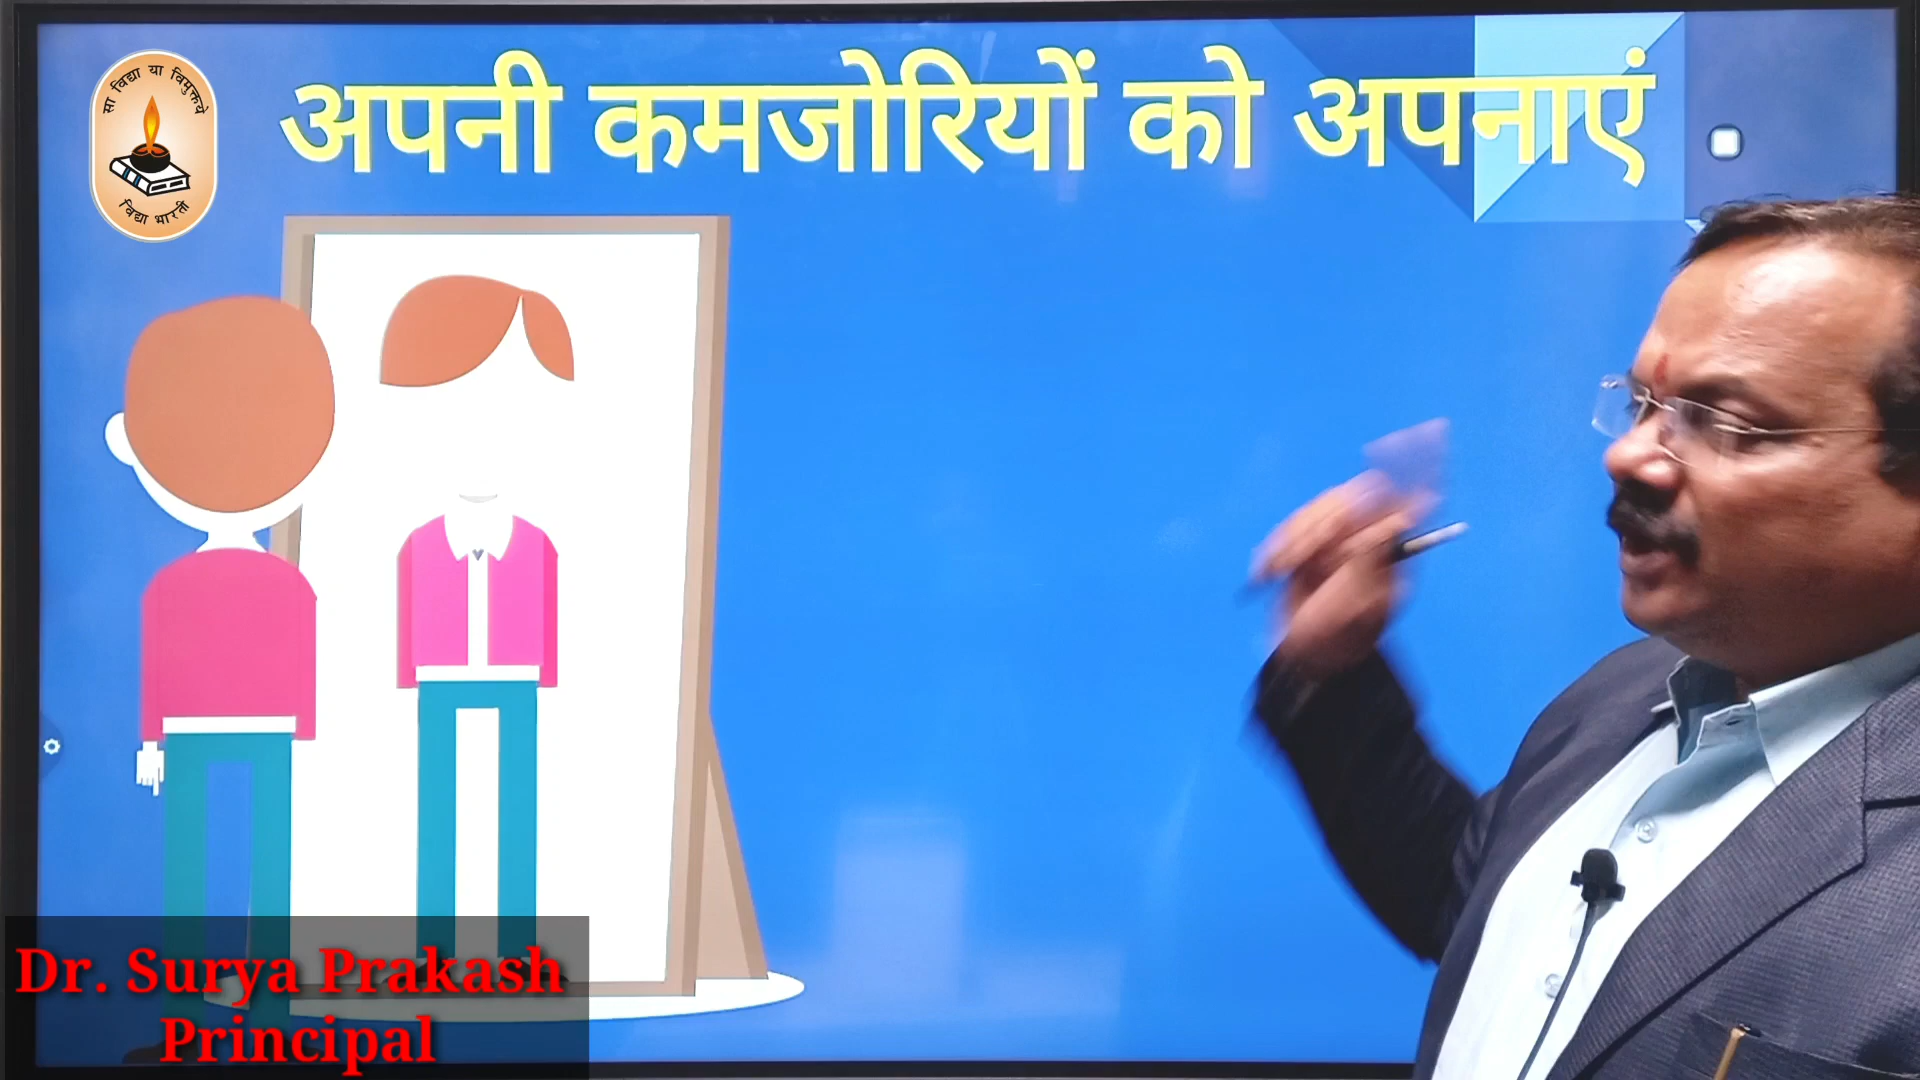 सा विद्या या विमुक्तये
विद्या भारती
अपनी कमजोरियों को अपनाएं
Dr. Surya Prakash
Principal